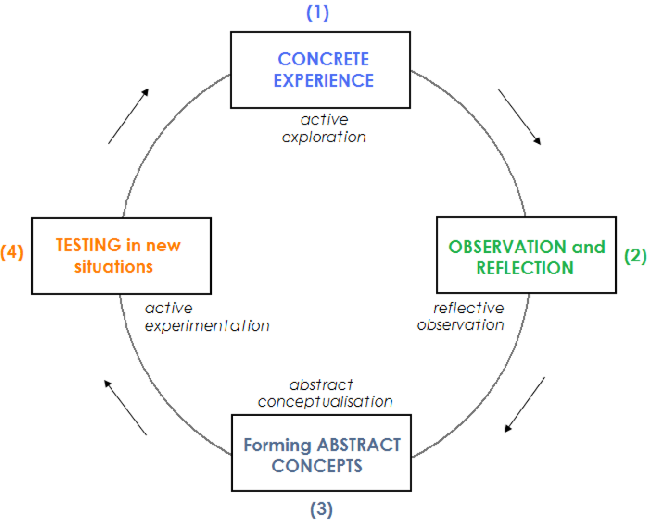 (1)
CONCRETE
EXPERIENCE
active
exploration
(4)
TESTING in new
situations
active
experimentation
OBSERVATION and
REFLECTION
(2)
reflective
observation
abstract
conceptualisation
Forming ABSTRACT
CONCEPTS
(3)